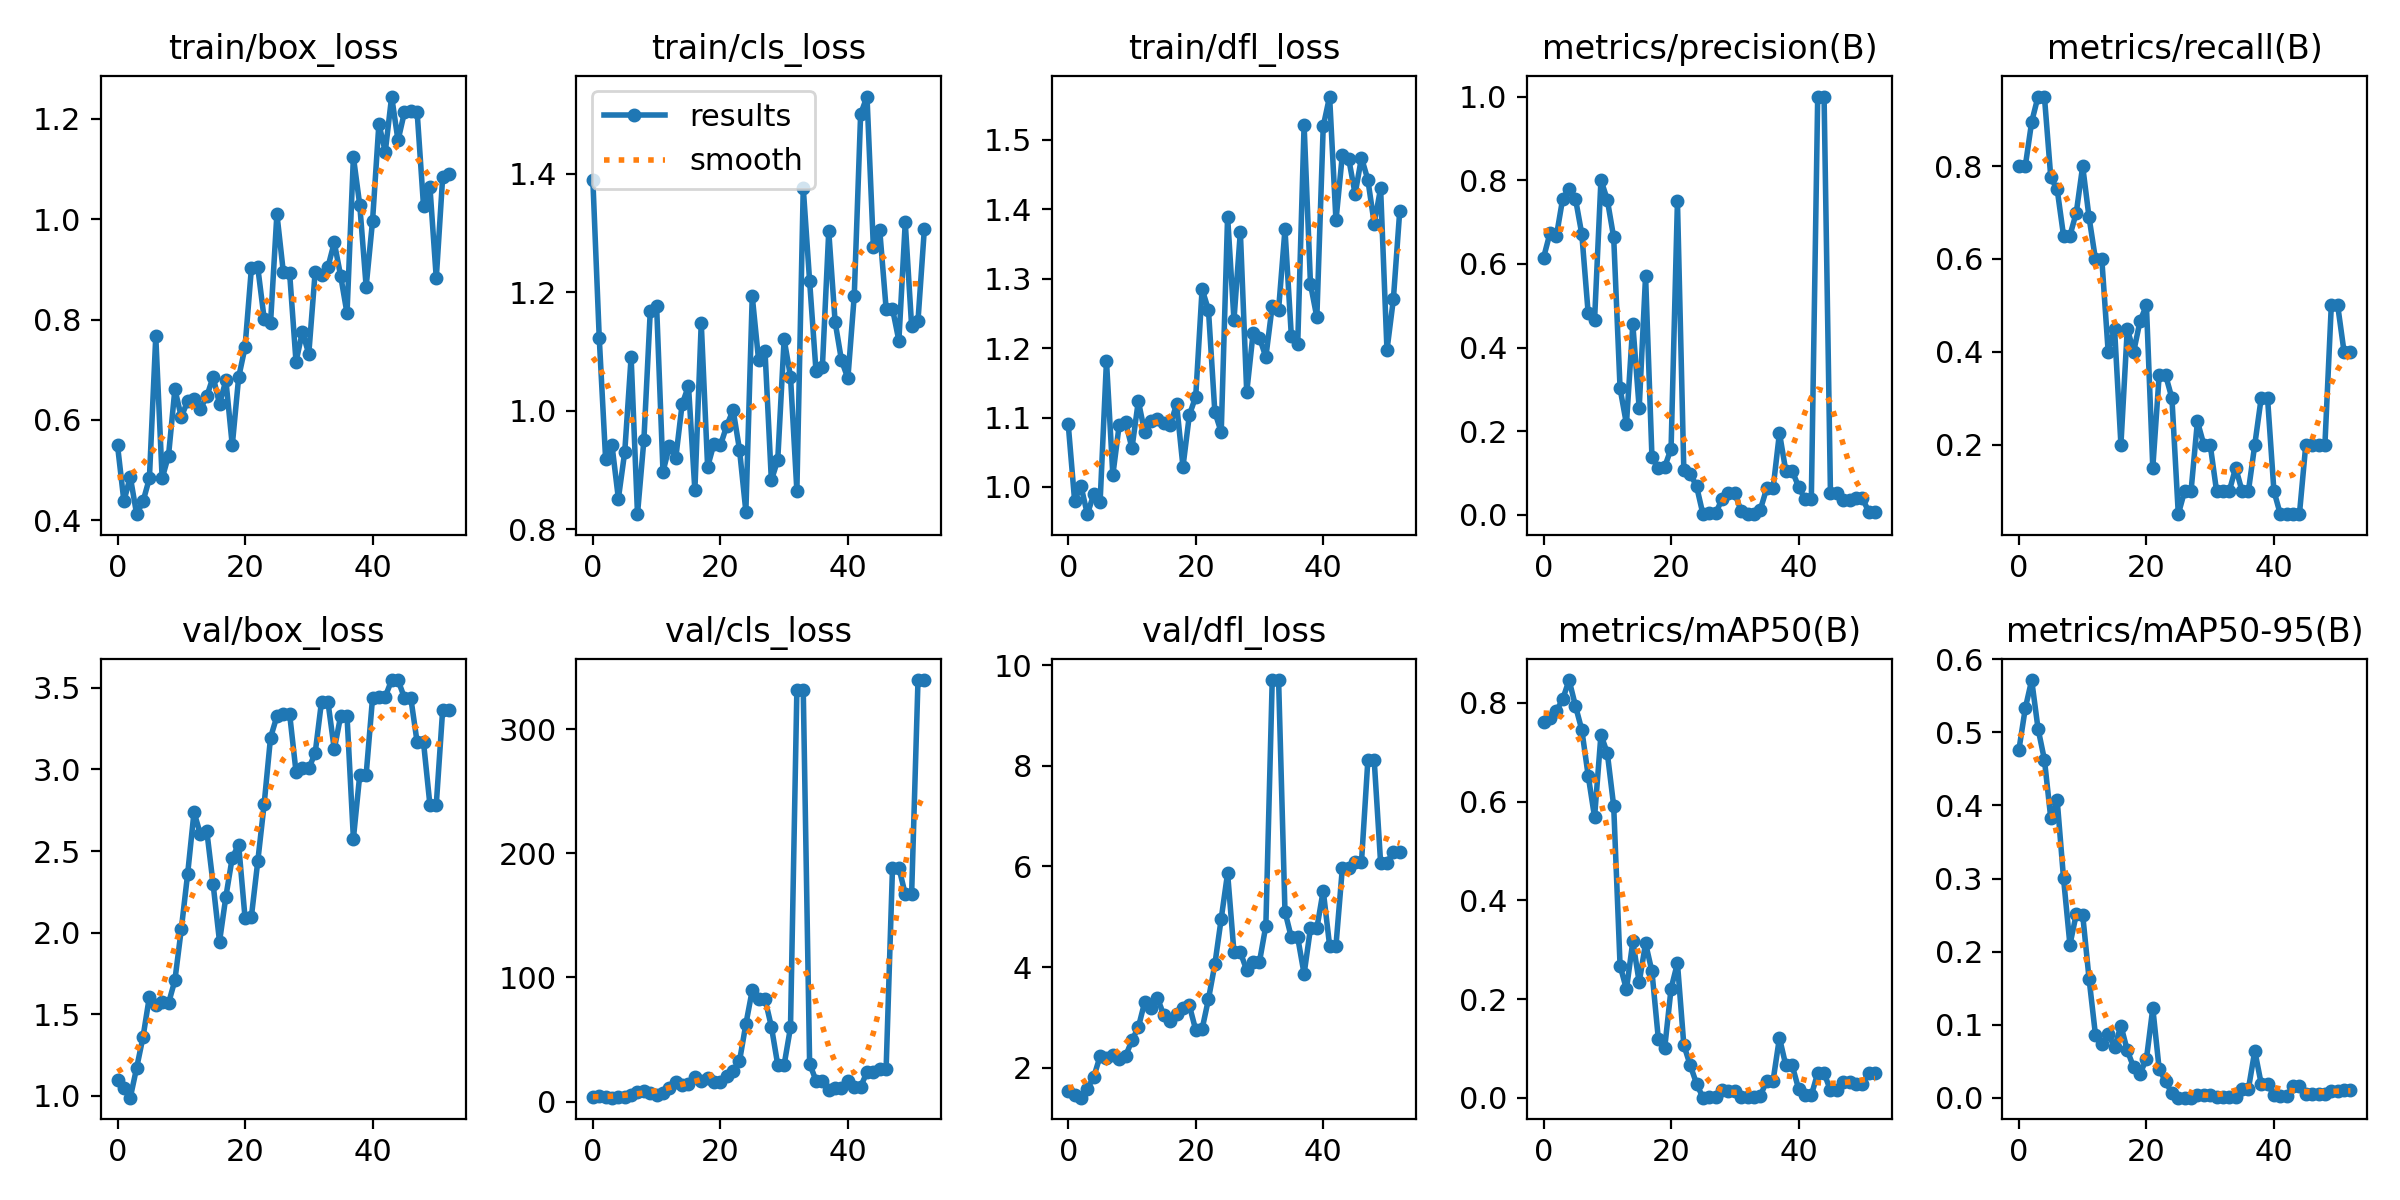 train/box_loss
1.2
1.0
0.8
0.6
0.4
0 20 40
train/cls_loss
results
smooth
1.4
1.2
1.0
0.8
0 20 40
train/dfl_loss
1.5
1.4
1.3
1.2
1.1
1.0
0 20 40
metrics/precision(B)
1.0
0.8
0.6
0.4
0.2
0.0
0 20 40
metrics/recall(B)
0.8
0.6
0.4
0.2
0 20 40
val/box_loss
3.5
3.0
2.5
2.0
1.5
1.0
0 20 40
val/cls_loss
300
200
100
0
0 20 40
val/dfl_loss
10
8
6
4
2
0 20 40
metrics/mAP50(B)
0.8
0.6
0.4
0.2
0.0
0 20 40
metrics/mAP50-95(B)
0.6
0.5
0.4
0.3
0.2
0.1
0.0
0 20 40